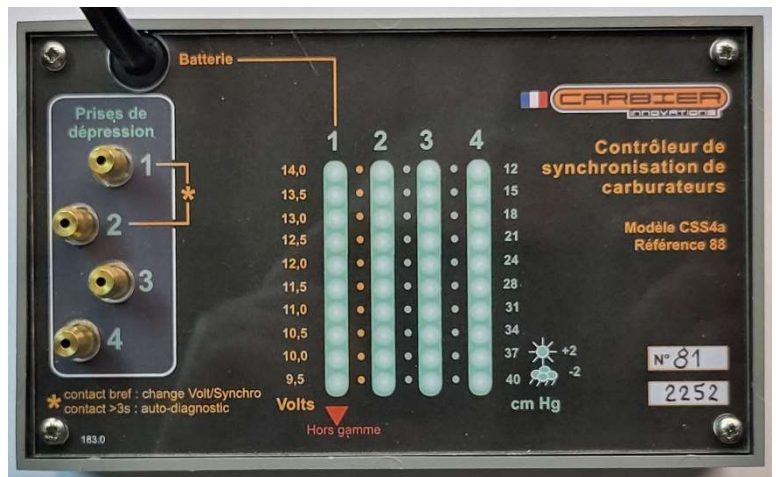 Batterie
CARBIER
INNOVATIONS
Prises de
dépression
1
2
3
4
*
1 2 3 4
Contrôleur de
synchronisation de
carburateurs
Modèle CSS4a
Référence 88
14,0 12
13,5 15
13,0 18
12,5 21
12,0 24
11,5 28
11,0 31
10,5 34
10,0 37 +2
9,5 40 -2
Volts cm Hg
Hors gamme
N° 81
2252
* contact bref : change Volt/Synchro
contact >3s : auto-diagnostic
183.0